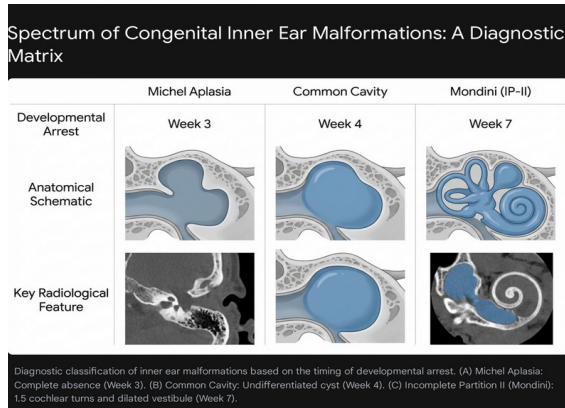 Spectrum of Congenital Inner Ear Malformations: A Diagnostic
Matrix
Michel Aplasia
Common Cavity
Mondini (IP-II)
Developmental
Arrest
Week 3
Week 4
Week 7
Anatomical
Schematic
Key Radiological
Feature
Diagnostic classification of inner ear malformations based on the timing of developmental arrest. (A) Michel Aplasia:
Complete absence (Week 3). (B) Common Cavity: Undifferentiated cyst (Week 4). (C) Incomplete Partition II (Mondini):
1.5 cochlear turns and dilated vestibule (Week 7).